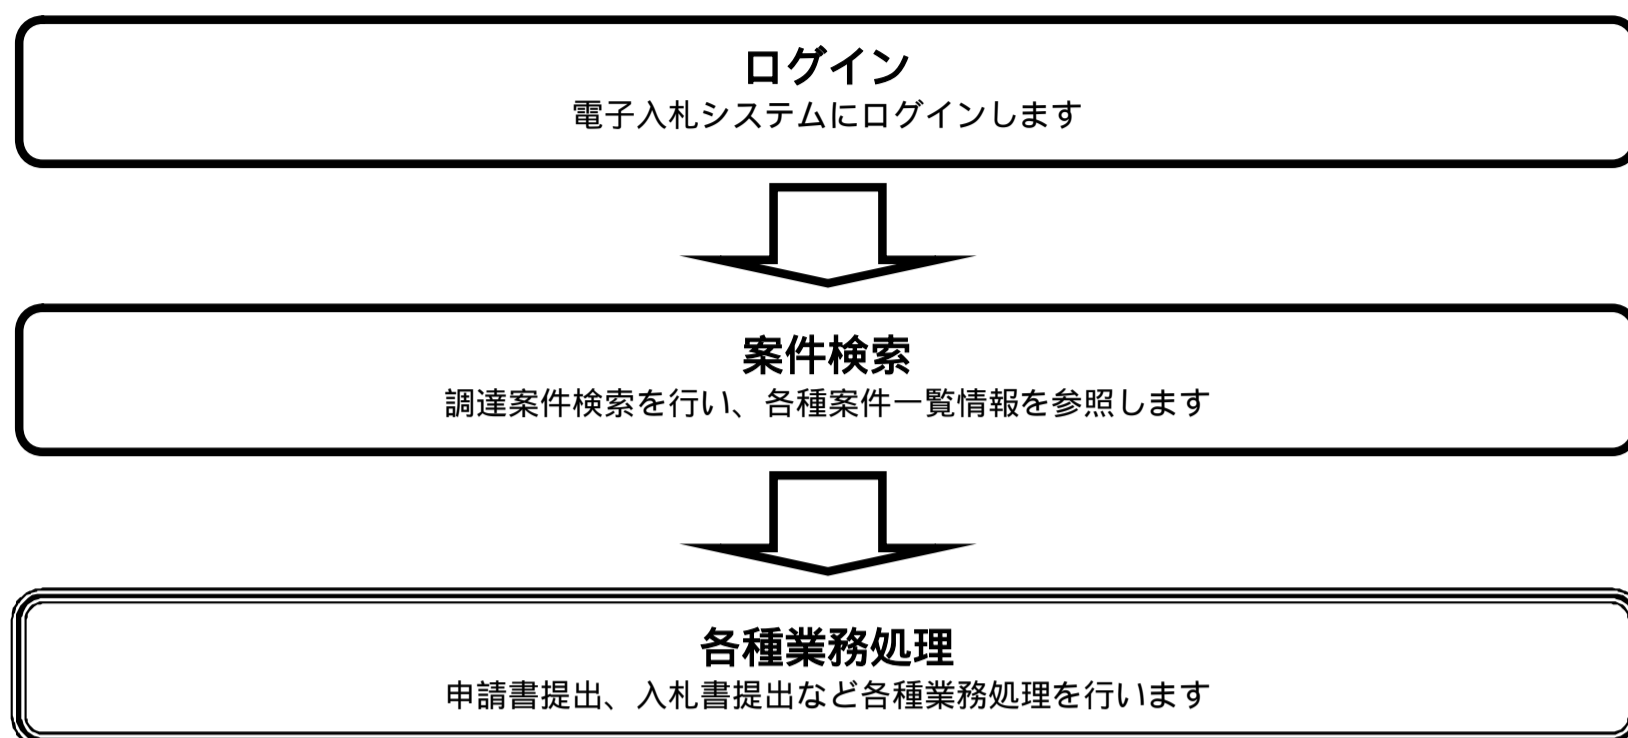 ログイン
電子入札システムにログインします
案件検索
調達案件検索を行い、各種案件一覧情報を参照します
各種業務処理
申請書提出、入札書提出など各種業務処理を行います